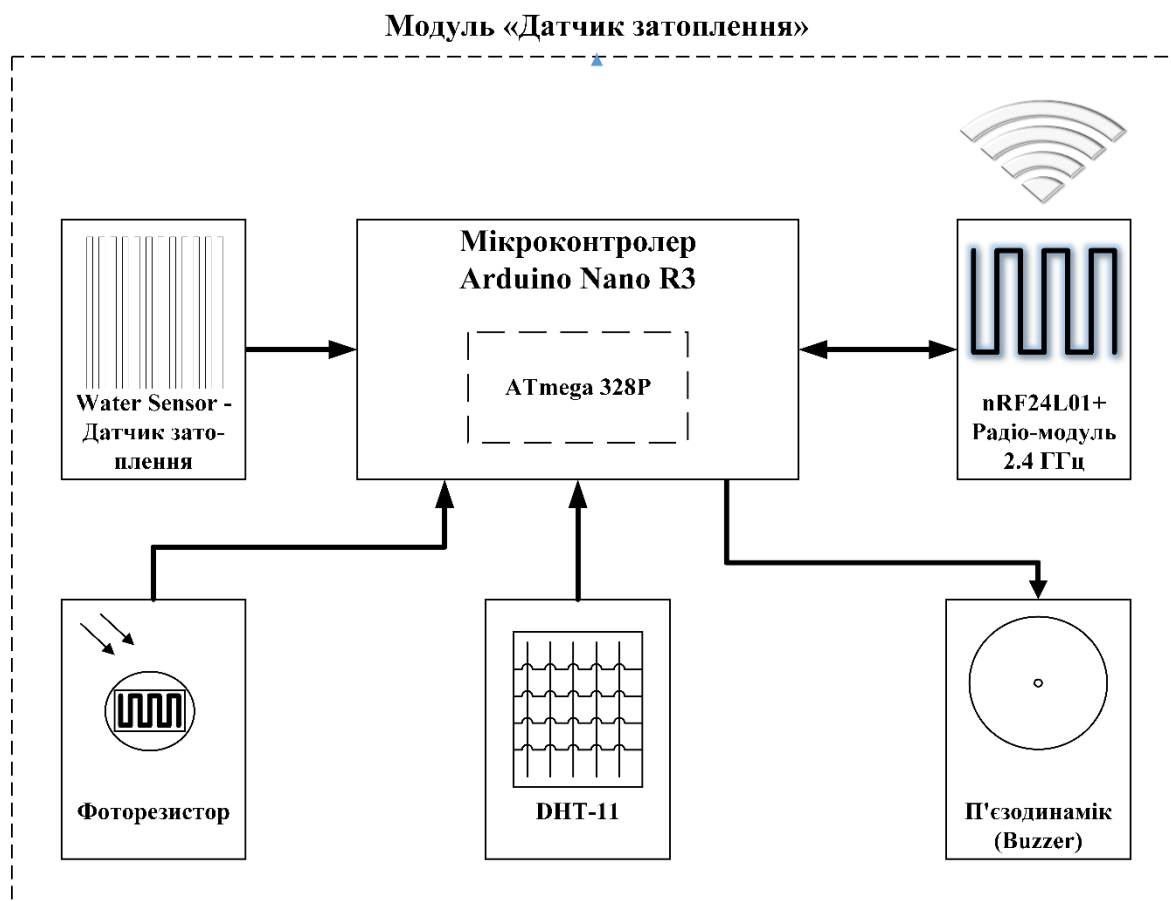 Модуль «Датчик затоплення»
Мікроконтролер
Arduino Nano R3
ATmega 328P
Water Sensor -
Датчик зато-
плення
nRF24L01+
Радіо-модуль
2.4 ГГц
Фоторезистор
DHT-11
П'єзодинамік
(Buzzer)